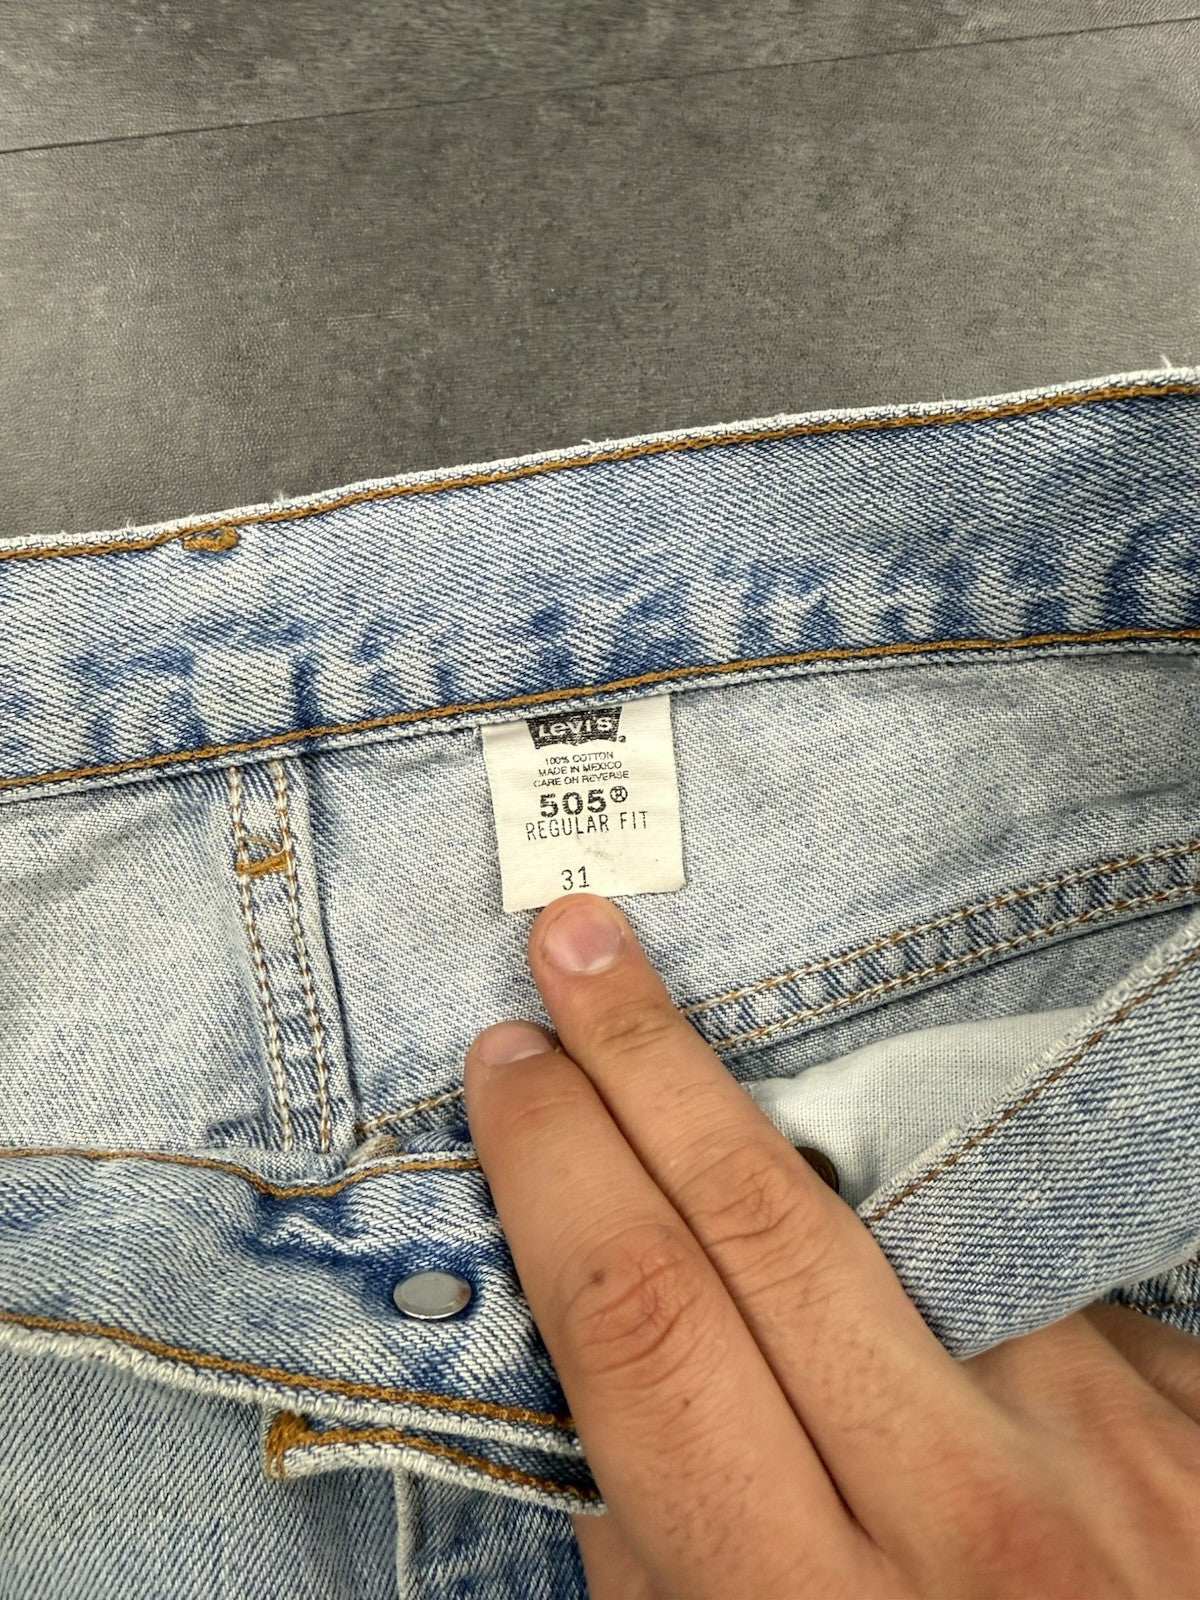 Levi's
100% COTTON
MADE IN MEXICO
CARE ON REVERSE
505®
REGULAR FIT
31